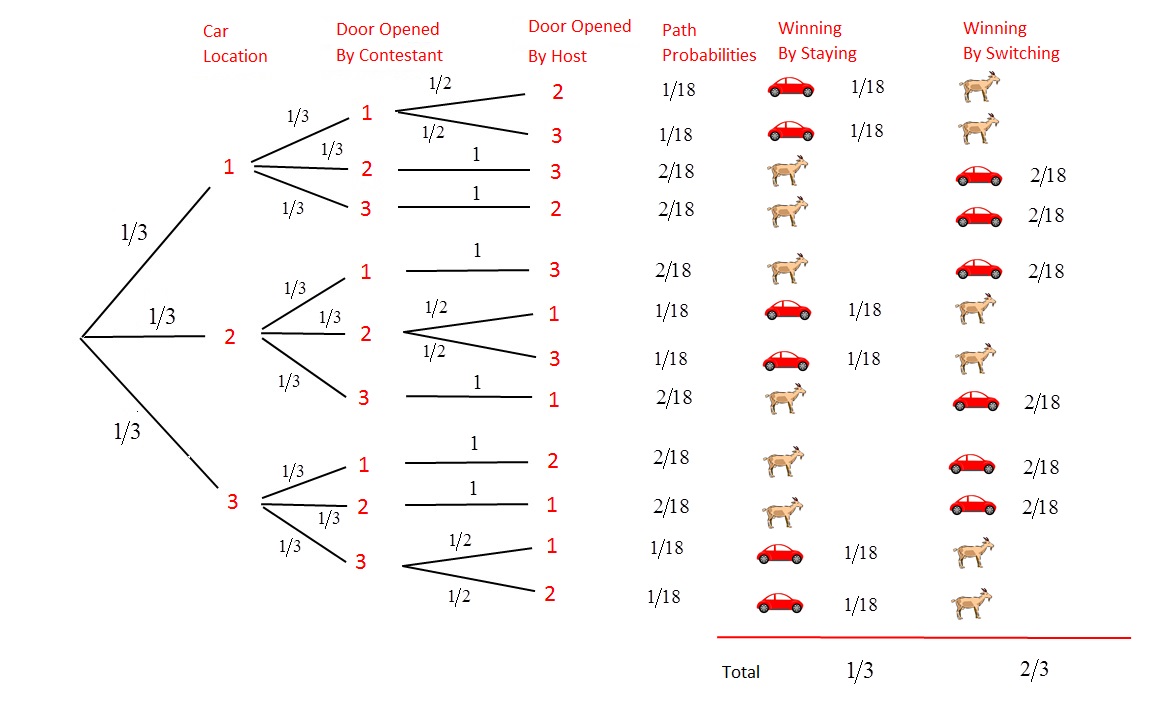 Car Location
Door Opened By Contestant
Door Opened By Host
Path Probabilities
Winning By Staying
Winning By Switching
1/3 1 1/3 1 1/2 2 1/18 1/18
1/2 3 1/18 1/18
1/3 2 1 3 2/18 2/18
1/3 3 1 2 2/18 2/18
1/3 2 1/3 1 1 3 2/18 2/18
1/3 2 1/2 1 1/18 1/18
1/2 3 1/18 1/18
1/3 3 1 1 2/18 2/18
1/3 3 1/3 1 1 2 2/18 2/18
1/3 2 1 1 2/18 2/18
1/3 3 1/2 1 1/18 1/18
1/2 2 1/18 1/18
Total 1/3 2/3